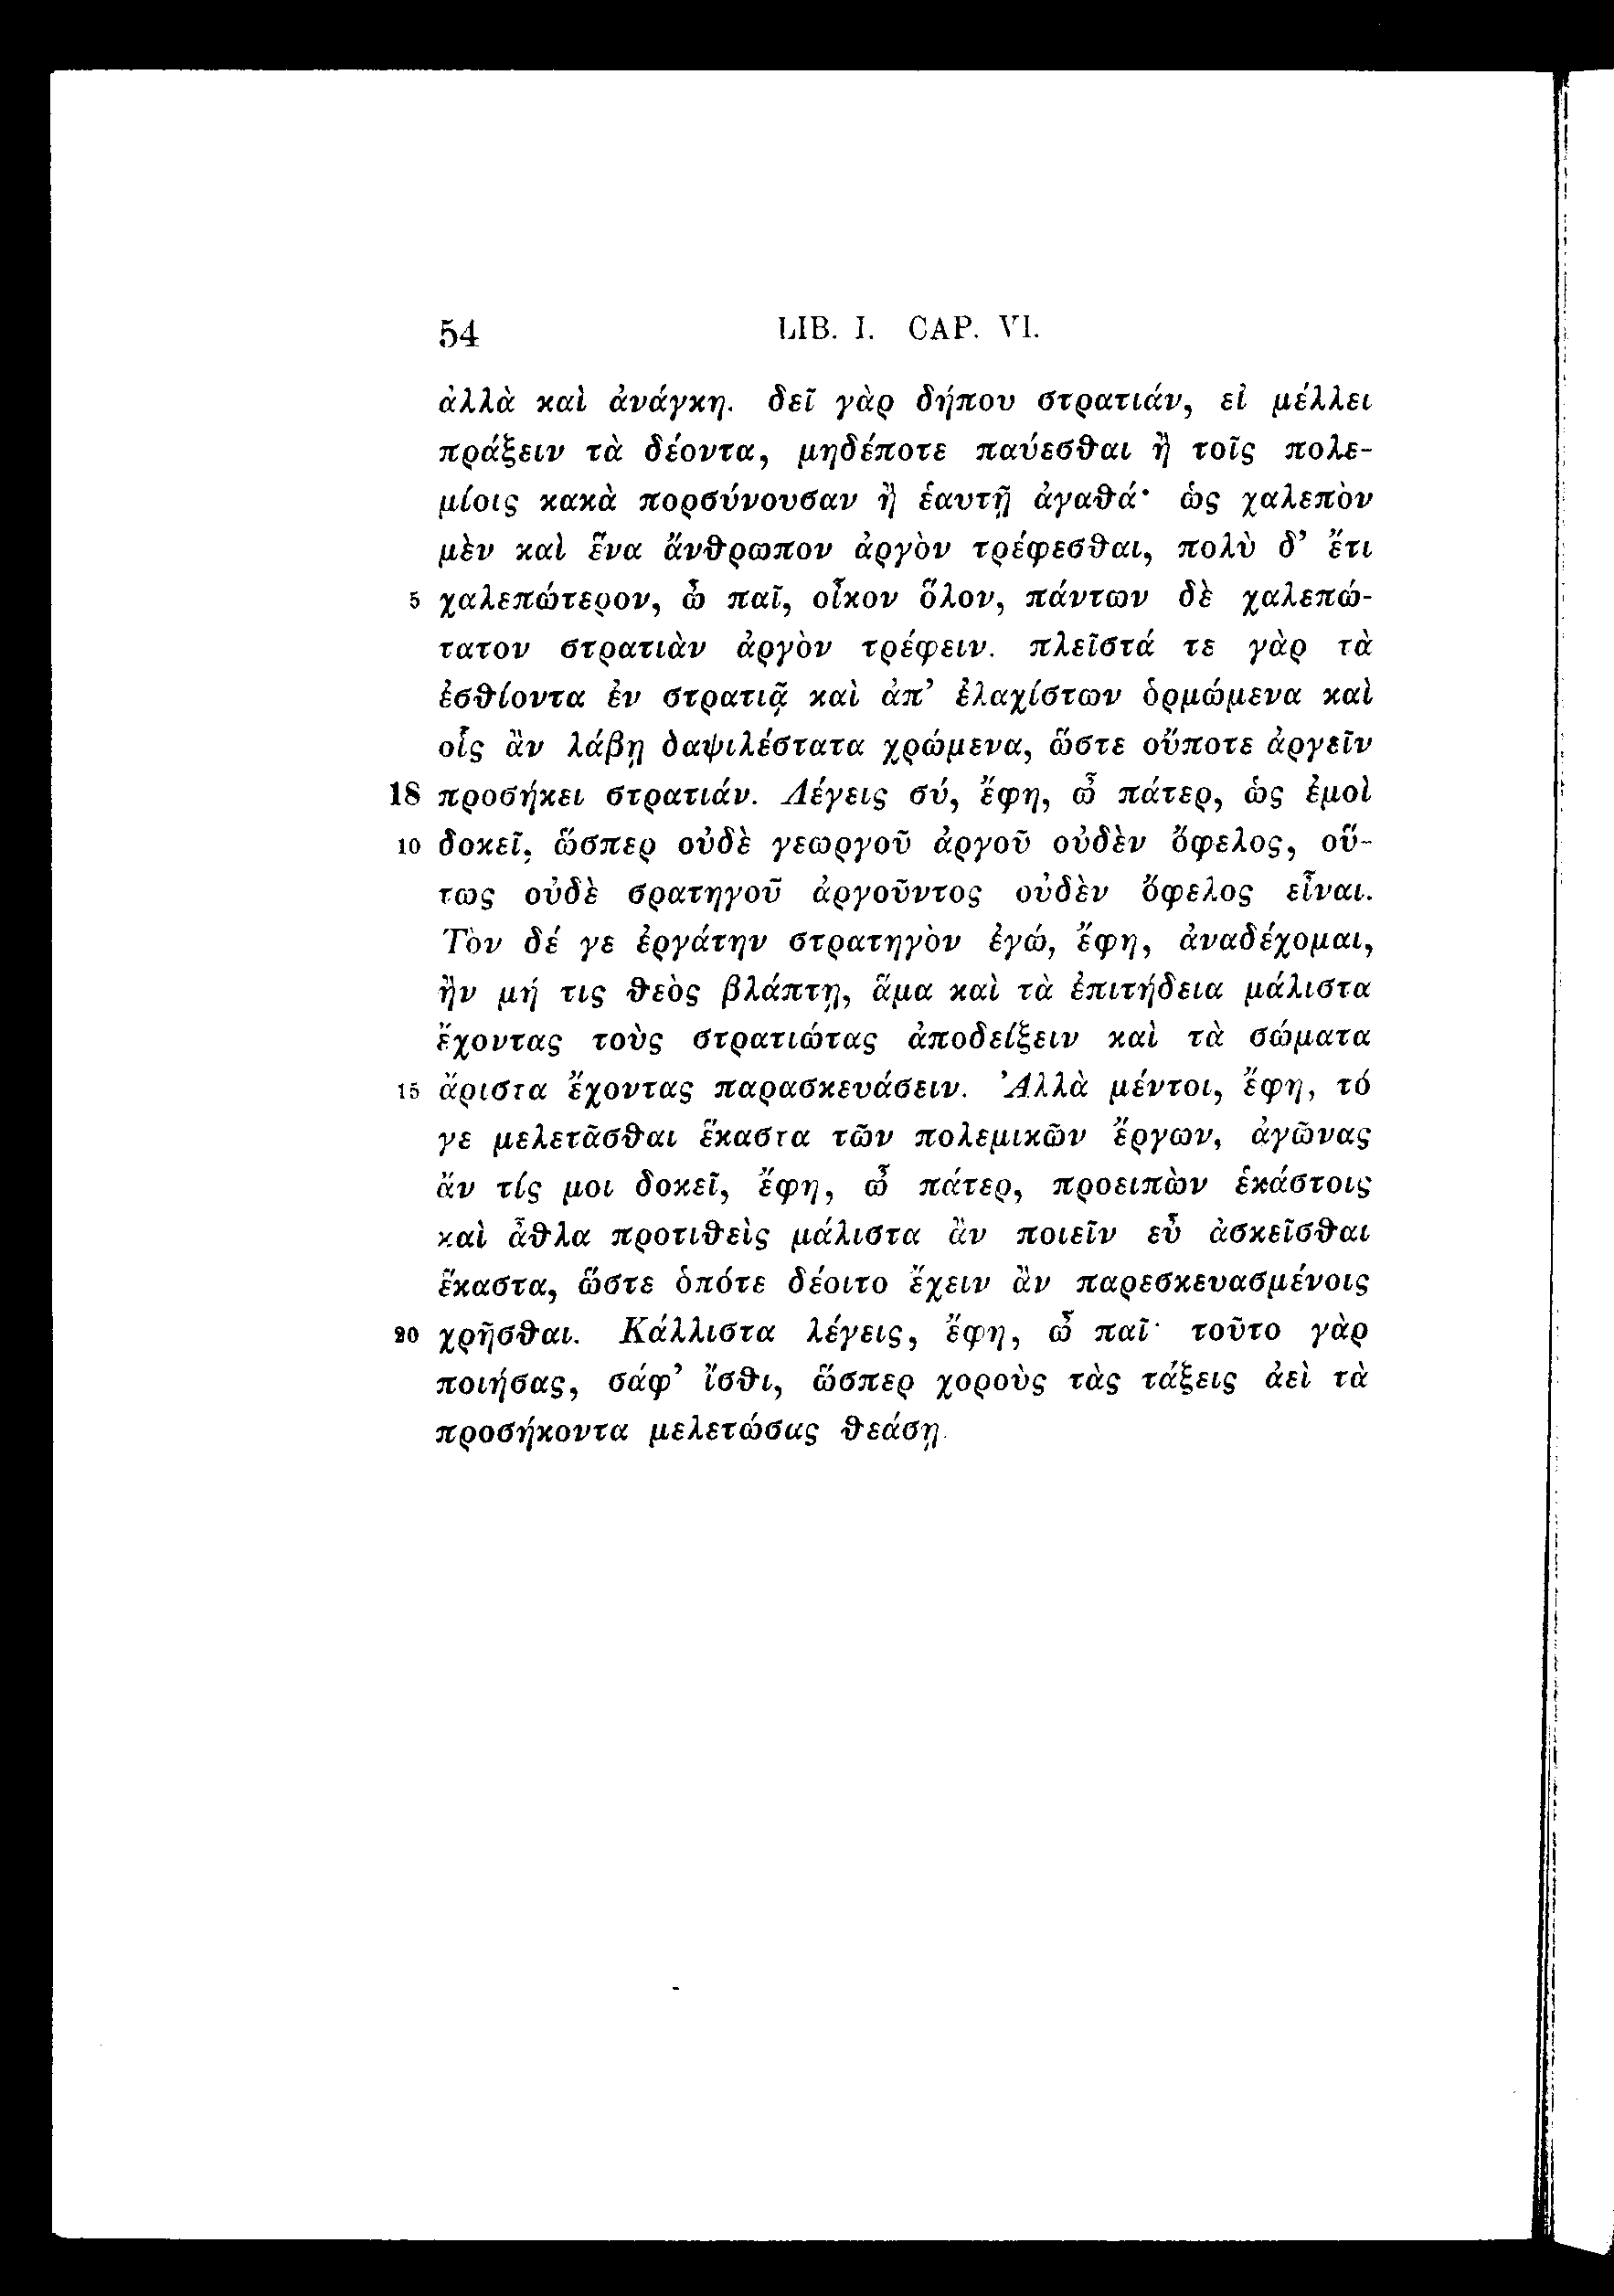 54 LIB. I. CAP. VI.
ἀλλὰ καὶ ἀνάγκη. δεῖ γὰρ δήπου στρατιάν, εἰ μέλλει
πράξειν τὰ δέοντα, μηδέποτε παύεσθαι ἢ τοῖς πολε-
μίοις κακὰ πορσύνουσαν ἢ ἑαυτῇ ἀγαθά· ὡς χαλεπὸν
μὲν καὶ ἕνα ἄνθρωπον ἀργὸν τρέφεσθαι, πολὺ δ’ ἔτι
5 χαλεπώτερον, ὦ παῖ, οἶκον ὅλον, πάντων δὲ χαλεπώ-
τατον στρατιὰν ἀργὸν τρέφειν. πλεῖστά τε γὰρ τὰ
ἐσθίοντα ἐν στρατιᾷ καὶ ἀπ’ ἐλαχίστων ὁρμώμενα καὶ
οἷς ἂν λάβῃ δαψιλέστατα χρώμενα, ὥστε οὔποτε ἀργεῖν
18 προσήκει στρατιάν. Λέγεις σύ, ἔφη, ὦ πάτερ, ὡς ἐμοὶ
10 δοκεῖ, ὥσπερ οὐδὲ γεωργοῦ ἀργοῦ οὐδὲν ὄφελος, οὕ-
τως οὐδὲ σρατηγοῦ ἀργοῦντος οὐδὲν ὄφελος εἶναι.
Τὸν δέ γε ἐργάτην στρατηγὸν ἐγώ, ἔφη, ἀναδέχομαι,
ἢν μή τις θεὸς βλάπτῃ, ἅμα καὶ τὰ ἐπιτήδεια μάλιστα
ἔχοντας τοὺς στρατιώτας ἀποδείξειν καὶ τὰ σώματα
15 ἄριστα ἔχοντας παρασκευάσειν. Ἀλλὰ μέντοι, ἔφη, τό
γε μελετᾶσθαι ἕκαστα τῶν πολεμικῶν ἔργων, ἀγῶνας
ἄν τίς μοι δοκεῖ, ἔφη, ὦ πάτερ, προειπὼν ἑκάστοις
καὶ ἆθλα προτιθεὶς μάλιστα ἂν ποιεῖν εὖ ἀσκεῖσθαι
ἕκαστα, ὥστε ὁπότε δέοιτο ἔχειν ἂν παρεσκευασμένοις
20 χρῆσθαι. Κάλλιστα λέγεις, ἔφη, ὦ παῖ· τοῦτο γὰρ
ποιήσας, σάφ’ ἴσθι, ὥσπερ χοροὺς τὰς τάξεις ἀεὶ τὰ
προσήκοντα μελετώσας θεάσῃ.